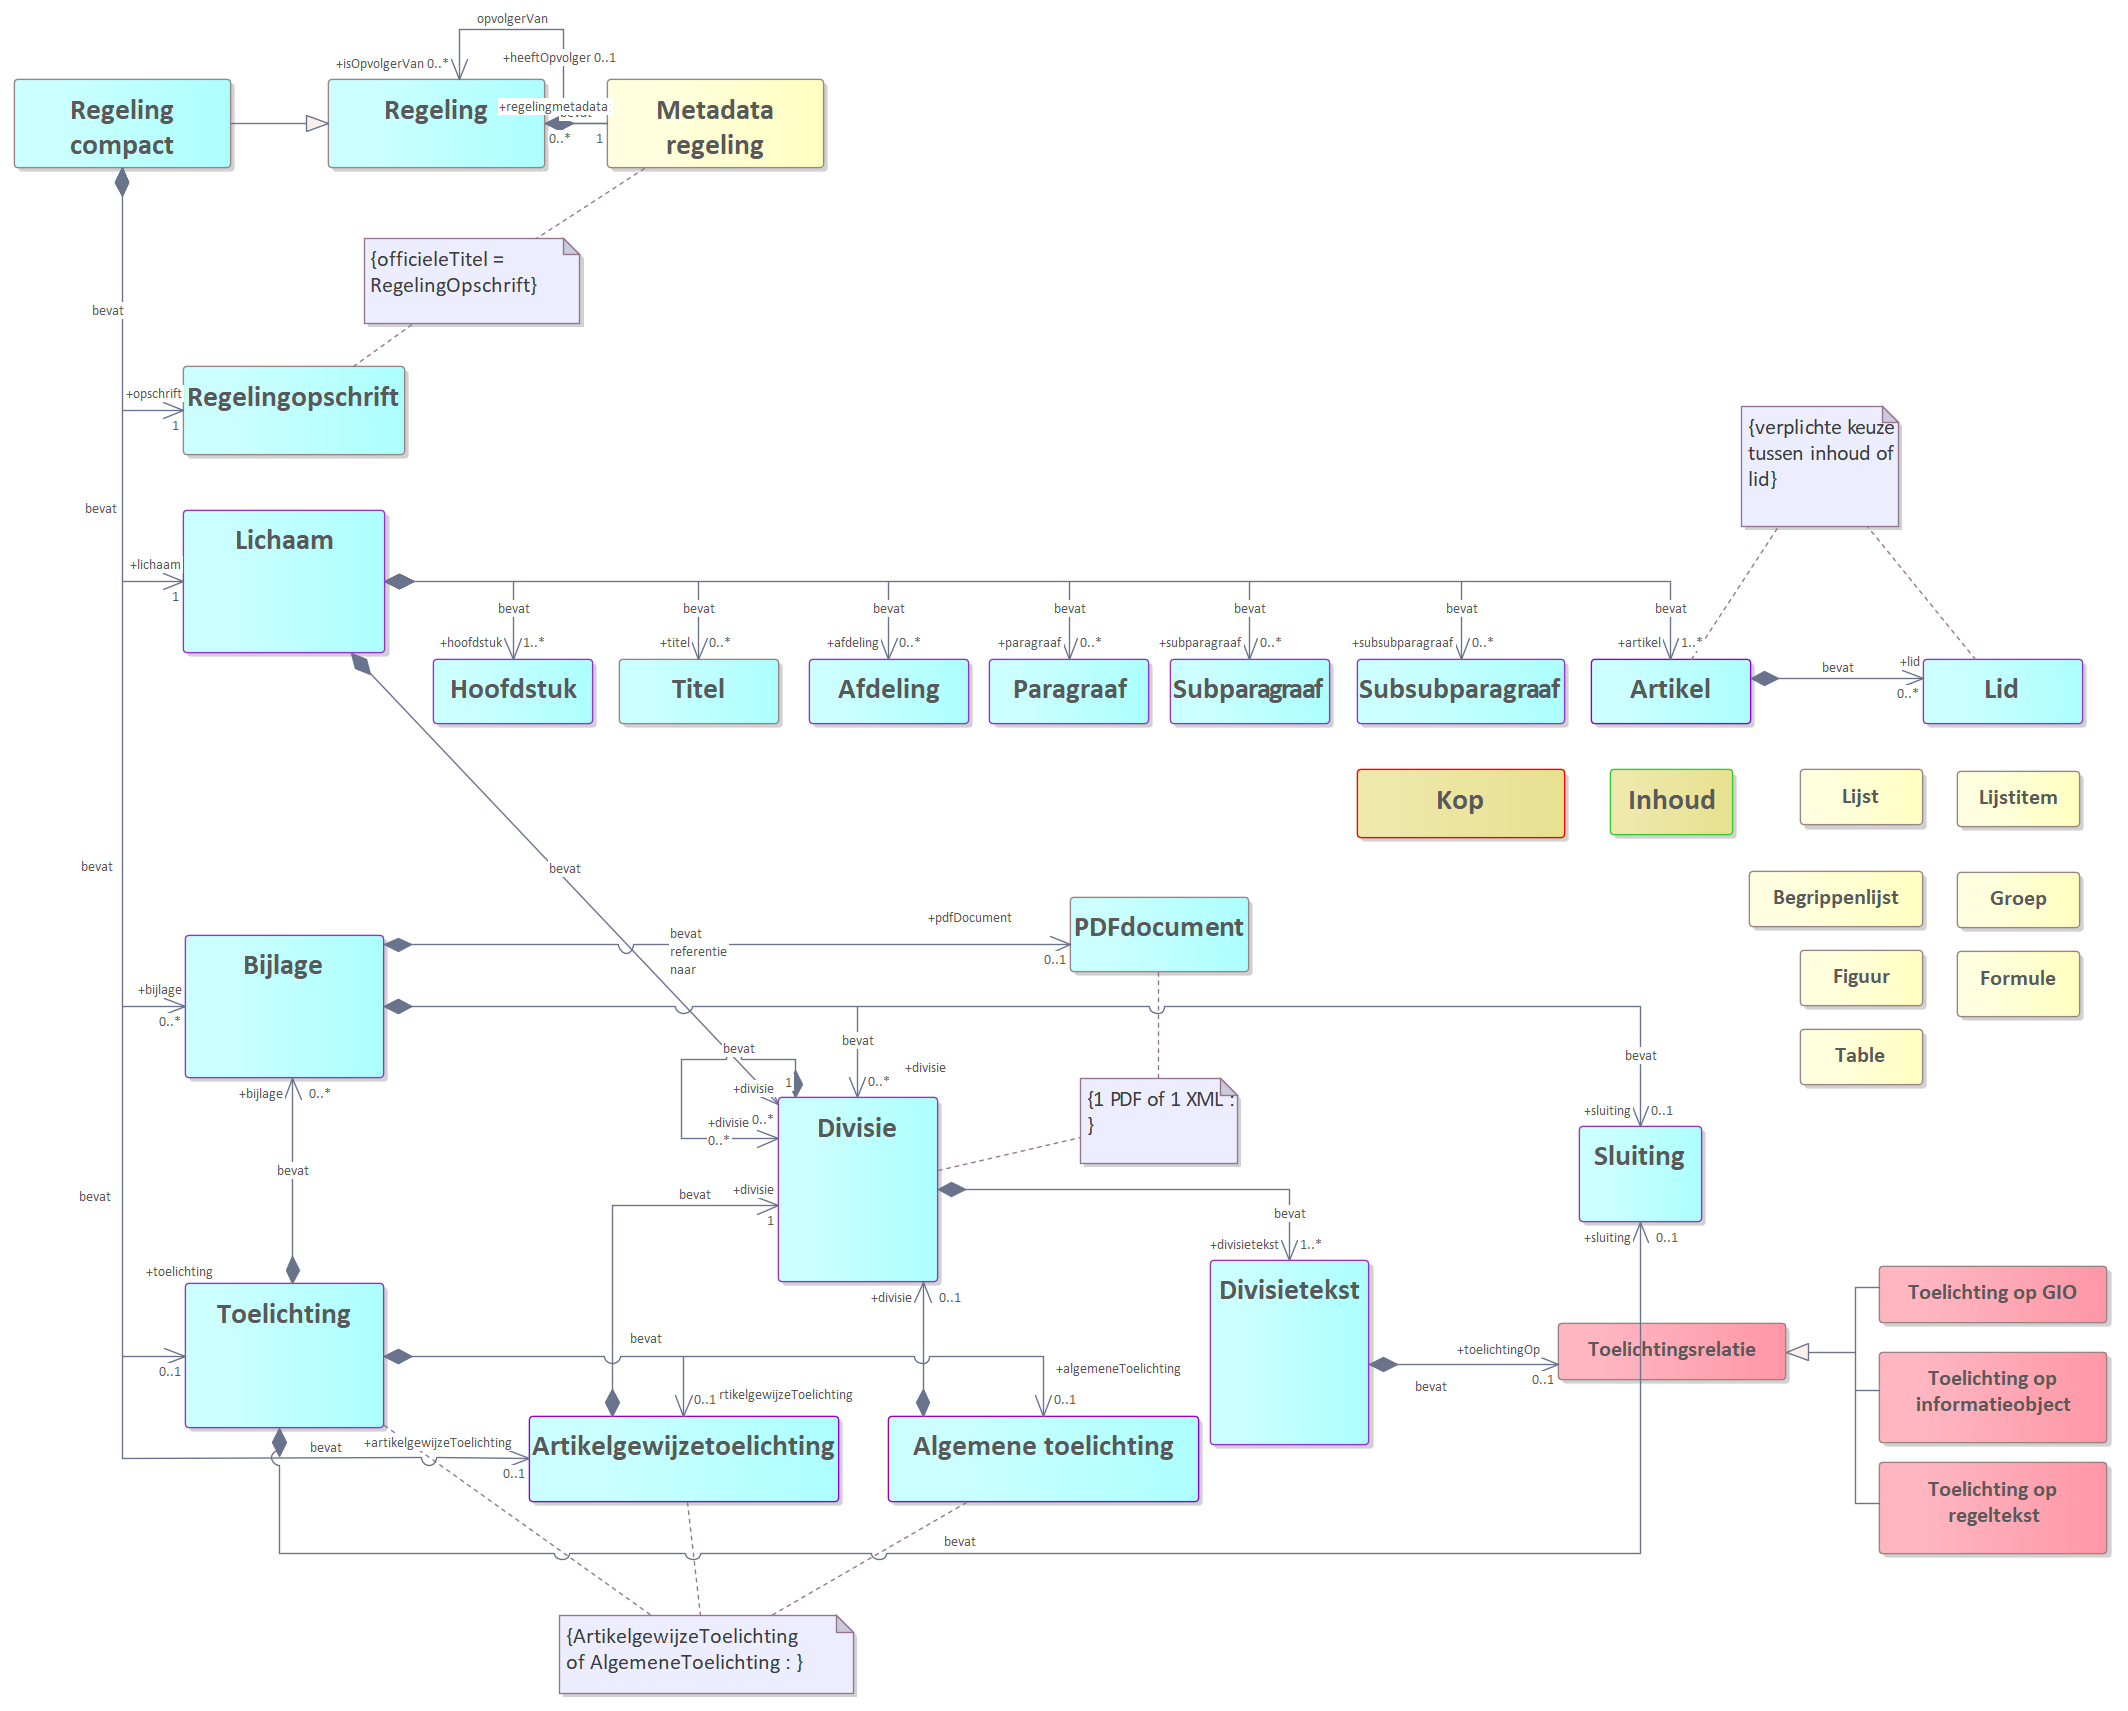 opvolgerVan
+isOpvolgerVan 0..*
+heeftOpvolger 0..1
Regeling
compact
Regeling
+regelingmetadata
bevat
0..*
1
Metadata
regeling
{officieleTitel =
RegelingOpschrift}
bevat
+opschrift
1
Regelingopschrift
{verplichte keuze
tussen inhoud of
lid}
bevat
+lichaam
1
Lichaam
bevat
bevat
bevat
bevat
bevat
bevat
bevat
+hoofdstuk
1..*
+titel
0..*
+afdeling
0..*
+paragraaf
0..*
+subparagraaf
0..*
+subsubparagraaf
0..*
+artikel
1..*
Hoofdstuk
Titel
Afdeling
Paragraaf
Subparagraaf
Subsubparagraaf
Artikel
bevat
+lid
0..*
Lid
Kop
Inhoud
Lijst
Lijstitem
Begrippenlijst
Groep
Figuur
Formule
Table
bevat
bevat
+bijlage
0..*
Bijlage
bevat
referentie
naar
+pdfDocument
0..1
PDFdocument
bevat
bevat
+divisie
0..*
bevat
1
+divisie
0..*
+divisie
0..*
Divisie
{1 PDF of 1 XML :
}
bevat
+sluiting
0..1
Sluiting
+sluiting
0..1
+bijlage
0..*
bevat
bevat
bevat
+divisie
1
bevat
+divisietekst
1..*
Divisietekst
+toelichting
0..1
Toelichting
+divisie
0..1
bevat
+algemeneToelichting
0..1
rtikelgewijzeToelichting
0..1
+toelichtingOp
bevat
0..1
Toelichtingsrelatie
Toelichting op GIO
Toelichting op
informatieobject
Toelichting op
regeltekst
bevat
+artikelgewijzeToelichting
0..1
Artikelgewijzetoelichting
Algemene toelichting
bevat
{ArtikelgewijzeToelichting
of AlgemeneToelichting : }